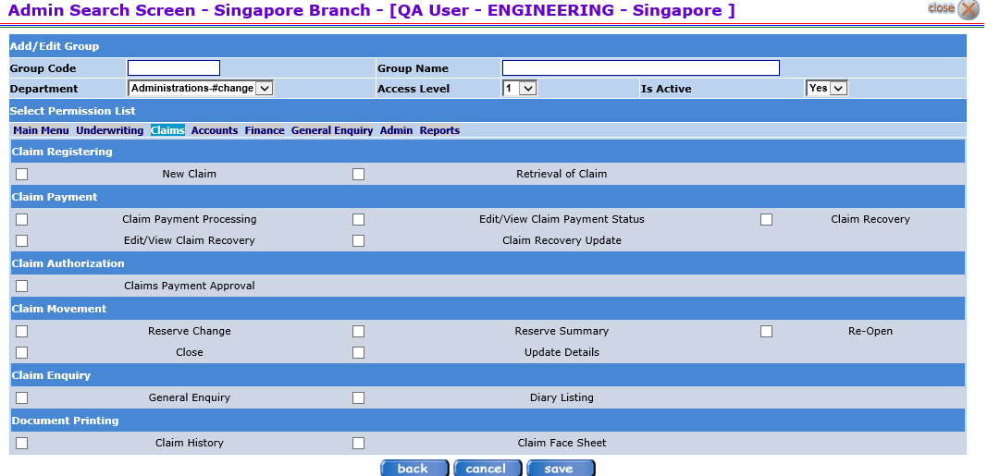 Admin Search Screen - Singapore Branch - [QA User - ENGINEERING - Singapore ] close
Add/Edit Group
Group Code Group Name
Department Administrations-#change Access Level 1 Is Active Yes
Select Permission List
Main Menu Underwriting Claims Accounts Finance General Enquiry Admin Reports
Claim Registering
New Claim Retrieval of Claim
Claim Payment
Claim Payment Processing Edit/View Claim Payment Status Claim Recovery
Edit/View Claim Recovery Claim Recovery Update
Claim Authorization
Claims Payment Approval
Claim Movement
Reserve Change Reserve Summary Re-Open
Close Update Details
Claim Enquiry
General Enquiry Diary Listing
Document Printing
Claim History Claim Face Sheet
back cancel save